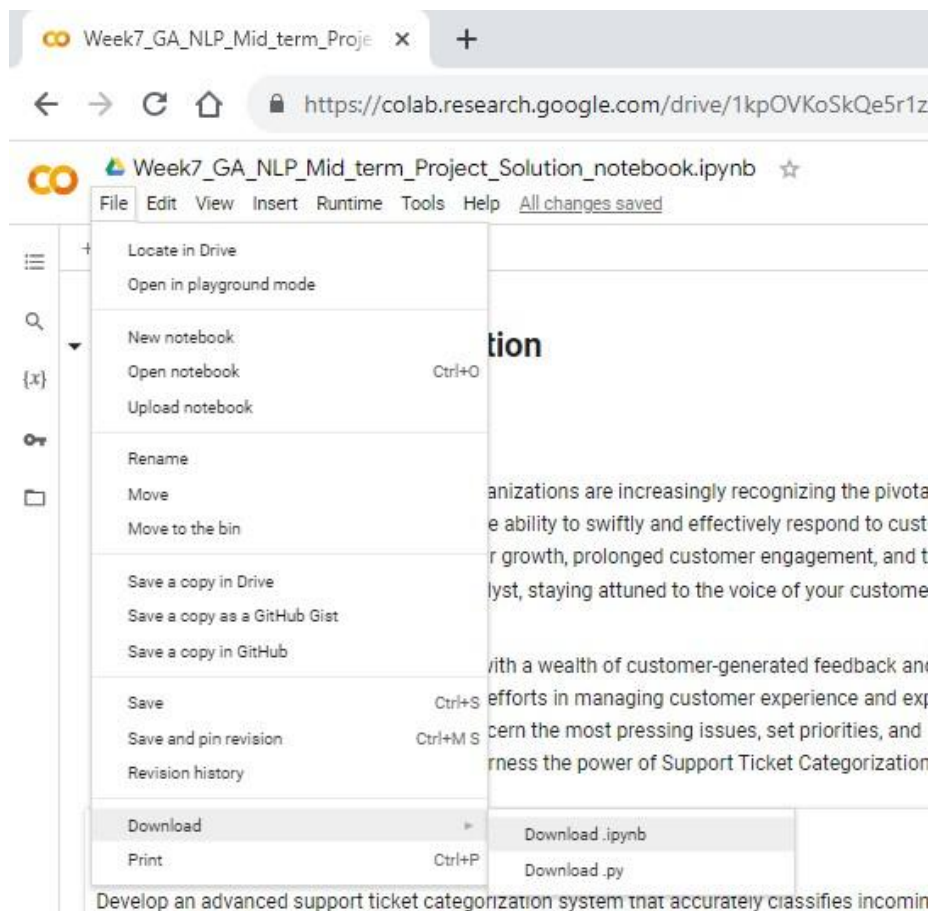 Week7_GA_NLP_Mid_term_Proje
https://colab.research.google.com/drive/1kpOVKoSkQe5r1z
Week7_GA_NLP_Mid_term_Project_Solution_notebook.ipynb
File Edit View Insert Runtime Tools Help All changes saved
Locate in Drive
Open in playground mode
New notebook
tion
Open notebook Ctrl+O
{x}
Upload notebook
Rename
Move
anizations are increasingly recognizing the pivota
Move to the bin
e ability to swiftly and effectively respond to cust
r growth, prolonged customer engagement, and t
Save a copy in Drive
lyst, staying attuned to the voice of your custome
Save a copy as a GitHub Gist
Save a copy in GitHub
with a wealth of customer-generated feedback and
Save Ctrl+S
efforts in managing customer experience and exp
Save and pin revision Ctrl+M S
cern the most pressing issues, set priorities, and
Revision history
rness the power of Support Ticket Categorization
Download
Download .ipynb
Print Ctrl+P
Download .py
Develop an advanced support ticket categorization system that accurately classifies incomin